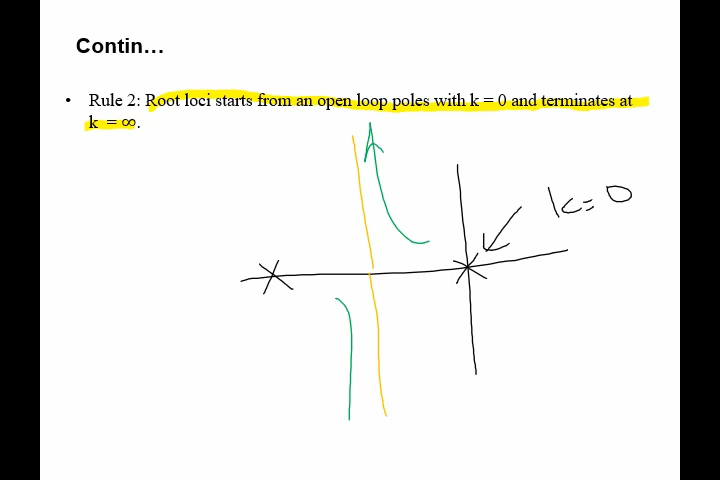 Contin…
• Rule 2: Root loci starts from an open loop poles with k = 0 and terminates at
k = ∞.
k = 0